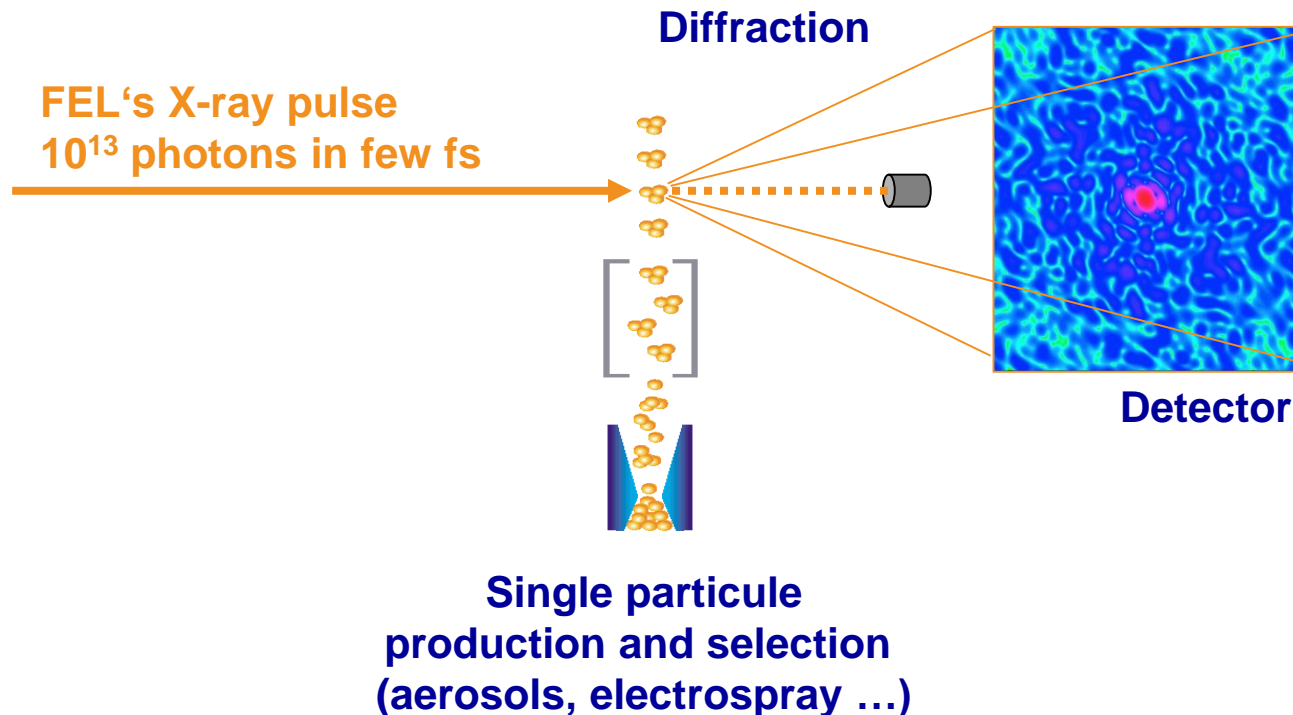 Diffraction
FEL‘s X-ray pulse
10¹³ photons in few fs
Detector
Single particule
production and selection
(aerosols, electrospray ...)